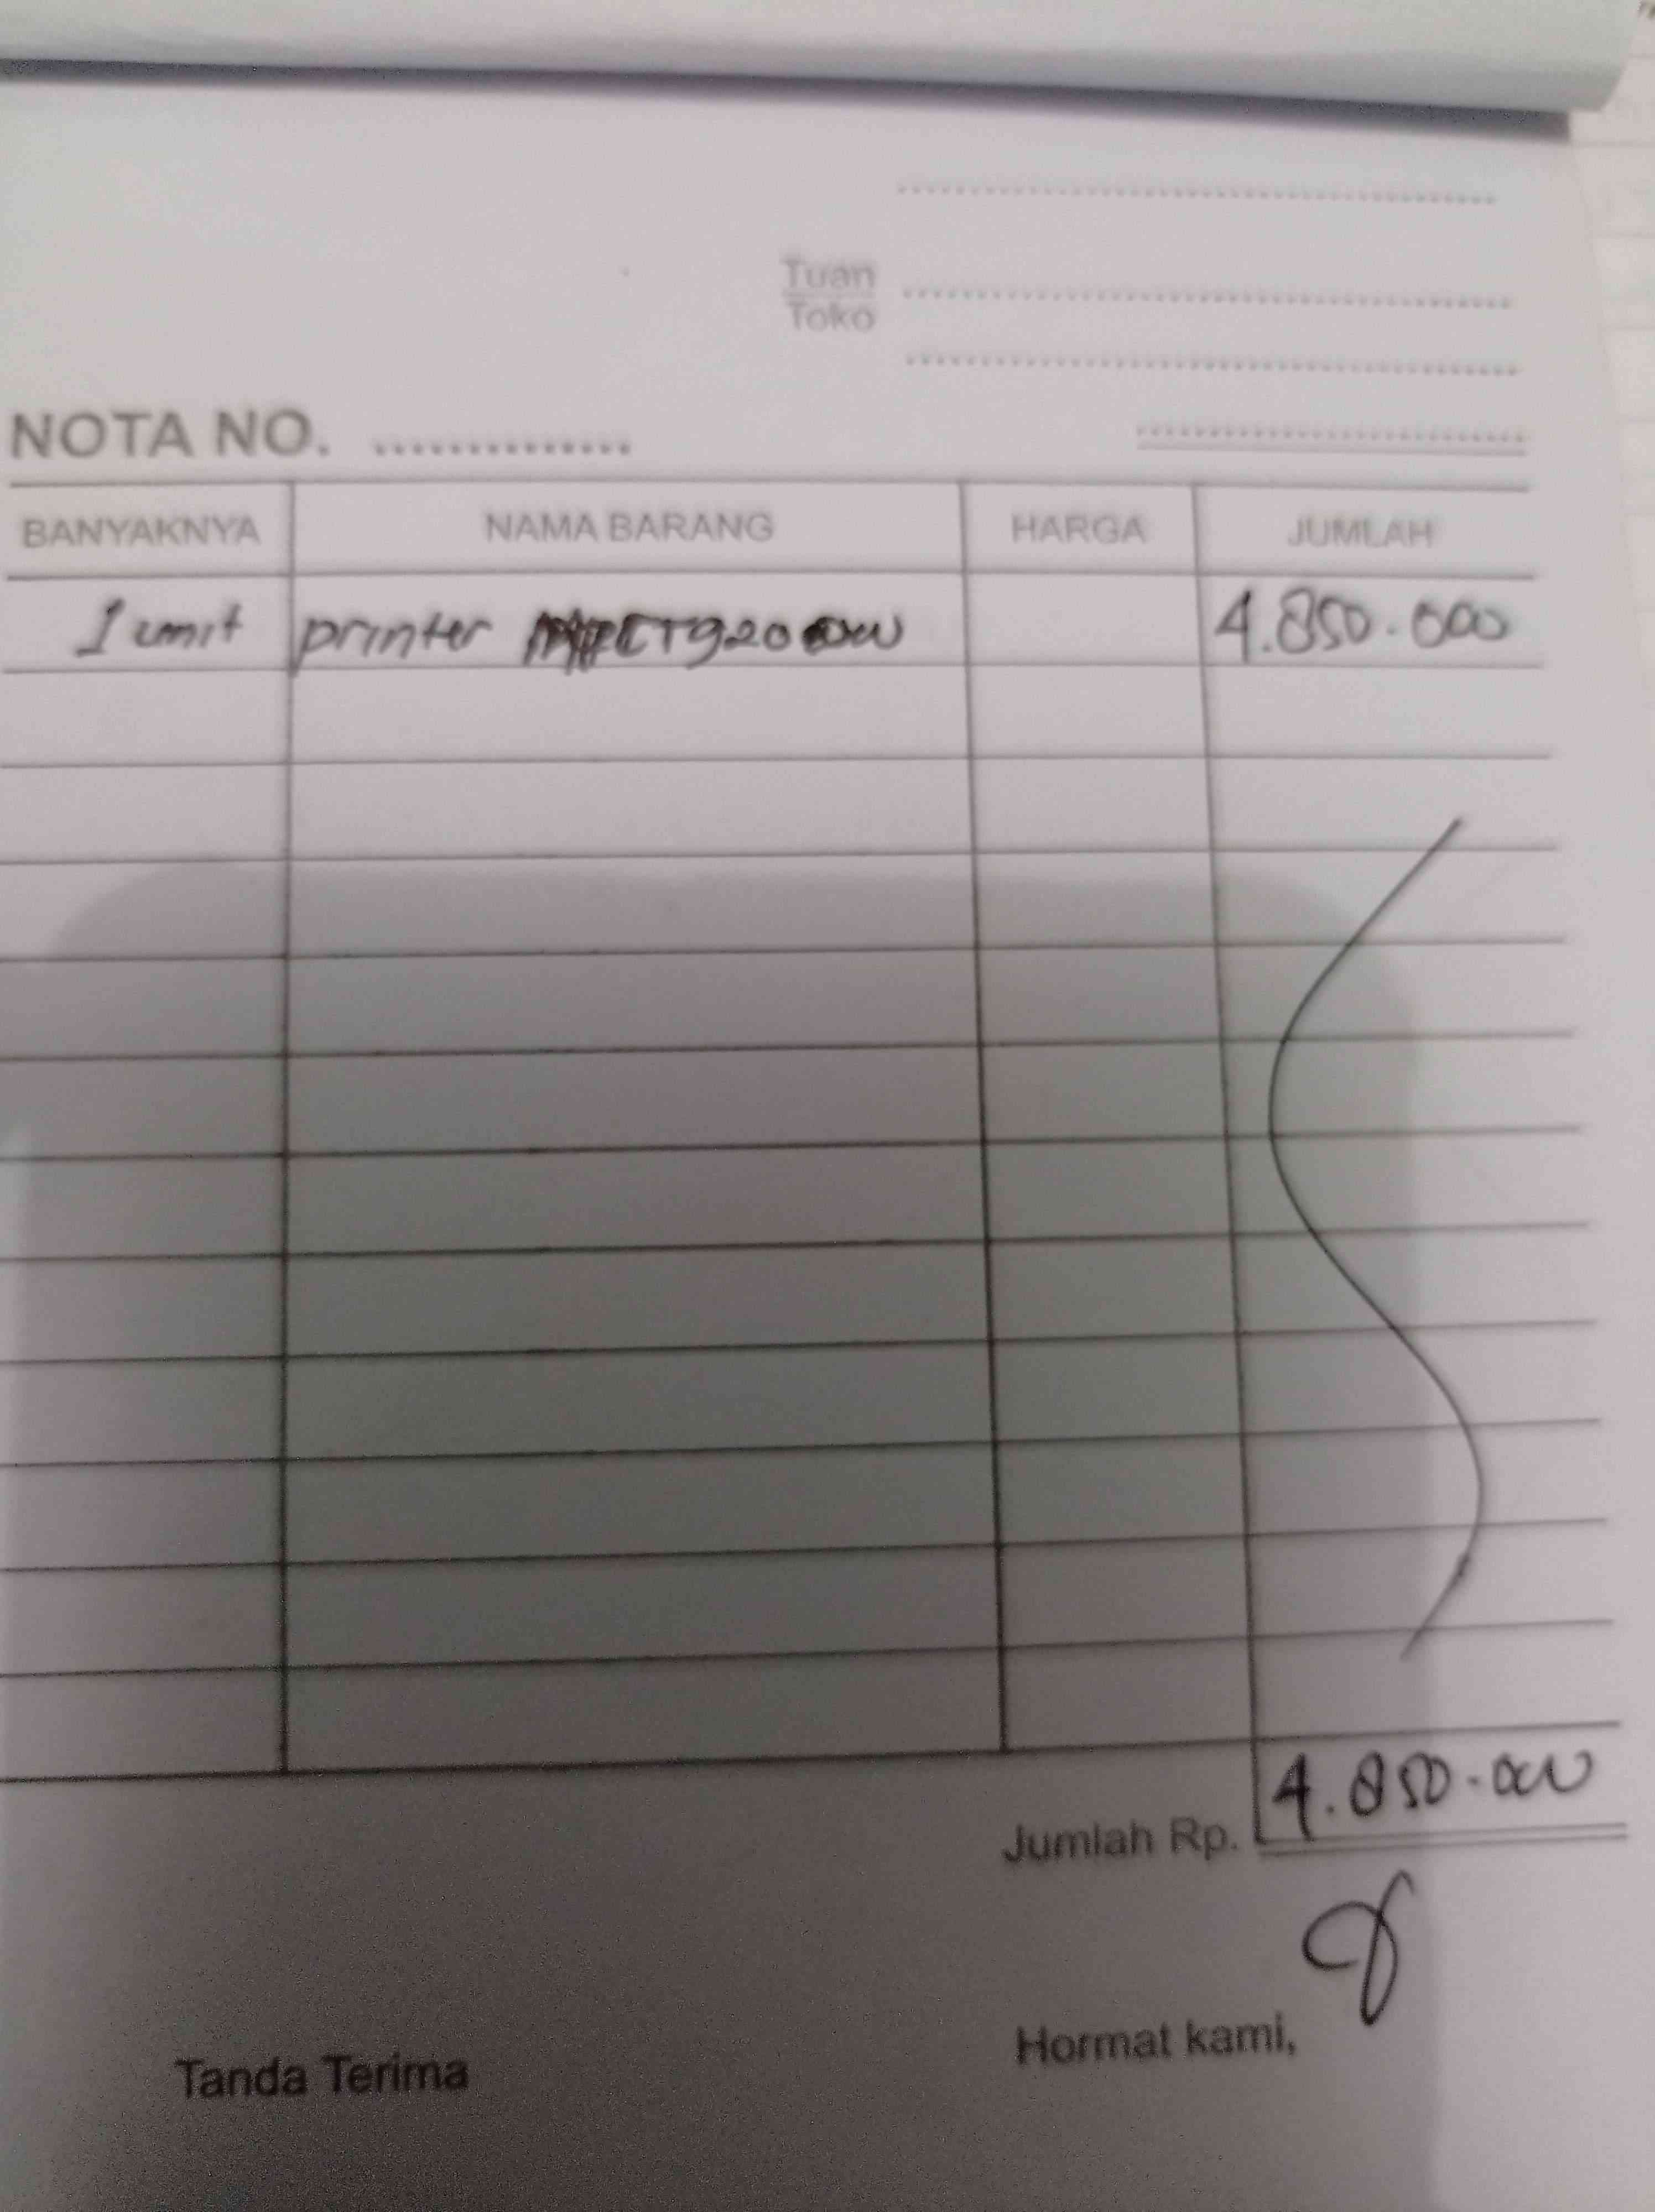 Tuan
Toko
NOTA NO.
BANYAKNYA NAMA BARANG HARGA JUMLAH
1 unit printer 4.850.000
4.850.000
Jumlah Rp.
Hormat kami,
Tanda Terima